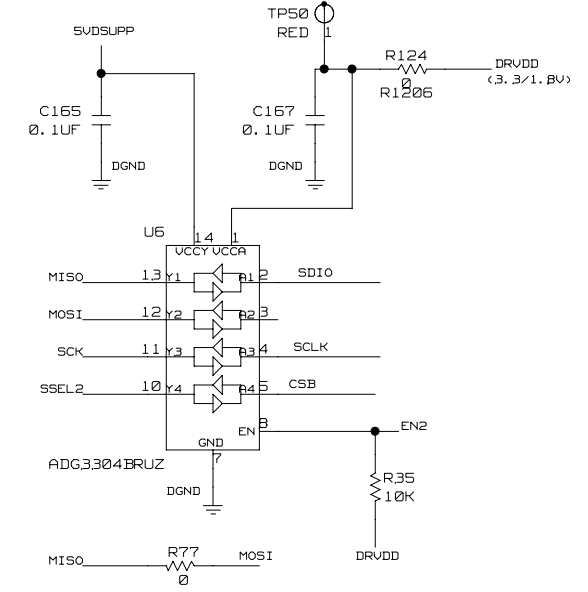 TP50
RED 1
5VDSUPP
R124
DRVDD
0
(3.3/1.8V)
R1206
C165
0.1UF
C167
0.1UF
DGND
DGND
U6
14 1
VCCY VCCA
MISO 13 Y1 A1 2 SDIO
MOSI 12 Y2 A2 3
SCK 11 Y3 A3 4 SCLK
SSEL2 10 Y4 A4 5 CSB
EN 8 EN2
GND
7
ADG3304BRUZ
DGND
R35
10K
DRVDD
MISO R77 MOSI
0